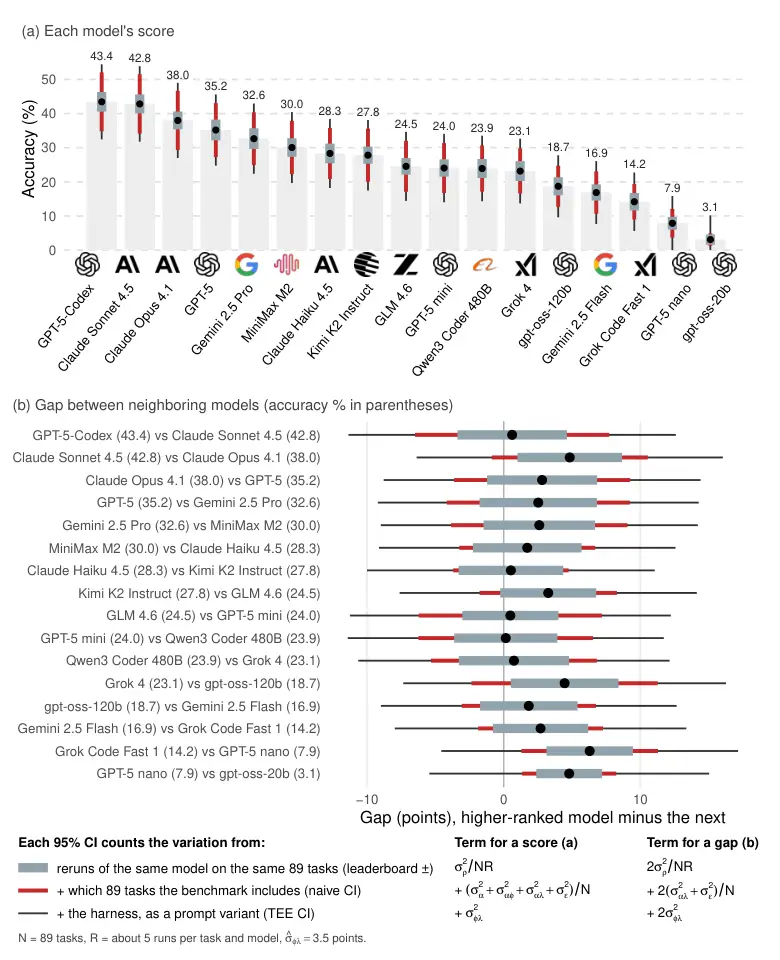 (a) Each model's score
43.4
42.8
38.0
35.2
32.6
30.0
28.3
27.8
24.5
24.0
23.9
23.1
18.7
16.9
14.2
7.9
3.1
Accuracy (%)
50
40
30
20
10
0
GPT-5-Codex
Claude Sonnet 4.5
Claude Opus 4.1
GPT-5
Gemini 2.5 Pro
MiniMax M2
Claude Haiku 4.5
Kimi K2 Instruct
GLM 4.6
GPT-5 mini
Qwen3 Coder 480B
Grok 4
gpt-oss-120b
Gemini 2.5 Flash
Grok Code Fast 1
GPT-5 nano
gpt-oss-20b
(b) Gap between neighboring models (accuracy % in parentheses)
GPT-5-Codex (43.4) vs Claude Sonnet 4.5 (42.8)
Claude Sonnet 4.5 (42.8) vs Claude Opus 4.1 (38.0)
Claude Opus 4.1 (38.0) vs GPT-5 (35.2)
GPT-5 (35.2) vs Gemini 2.5 Pro (32.6)
Gemini 2.5 Pro (32.6) vs MiniMax M2 (30.0)
MiniMax M2 (30.0) vs Claude Haiku 4.5 (28.3)
Claude Haiku 4.5 (28.3) vs Kimi K2 Instruct (27.8)
Kimi K2 Instruct (27.8) vs GLM 4.6 (24.5)
GLM 4.6 (24.5) vs GPT-5 mini (24.0)
GPT-5 mini (24.0) vs Qwen3 Coder 480B (23.9)
Qwen3 Coder 480B (23.9) vs Grok 4 (23.1)
Grok 4 (23.1) vs gpt-oss-120b (18.7)
gpt-oss-120b (18.7) vs Gemini 2.5 Flash (16.9)
Gemini 2.5 Flash (16.9) vs Grok Code Fast 1 (14.2)
Grok Code Fast 1 (14.2) vs GPT-5 nano (7.9)
GPT-5 nano (7.9) vs gpt-oss-20b (3.1)
−10 0 10
Gap (points), higher-ranked model minus the next
Each 95% CI counts the variation from: Term for a score (a) Term for a gap (b)
reruns of the same model on the same 89 tasks (leaderboard ±) σ²ρ/NR 2σ²ρ/NR
+ which 89 tasks the benchmark includes (naive CI) + (σ²α + σ²αϕ + σ²αλ + σ²ε)/N + 2(σ²αλ + σ²ε)/N
+ the harness, as a prompt variant (TEE CI) + σ²ϕλ + 2σ²ϕλ
N = 89 tasks, R = about 5 runs per task and model, σ̂ϕλ = 3.5 points.